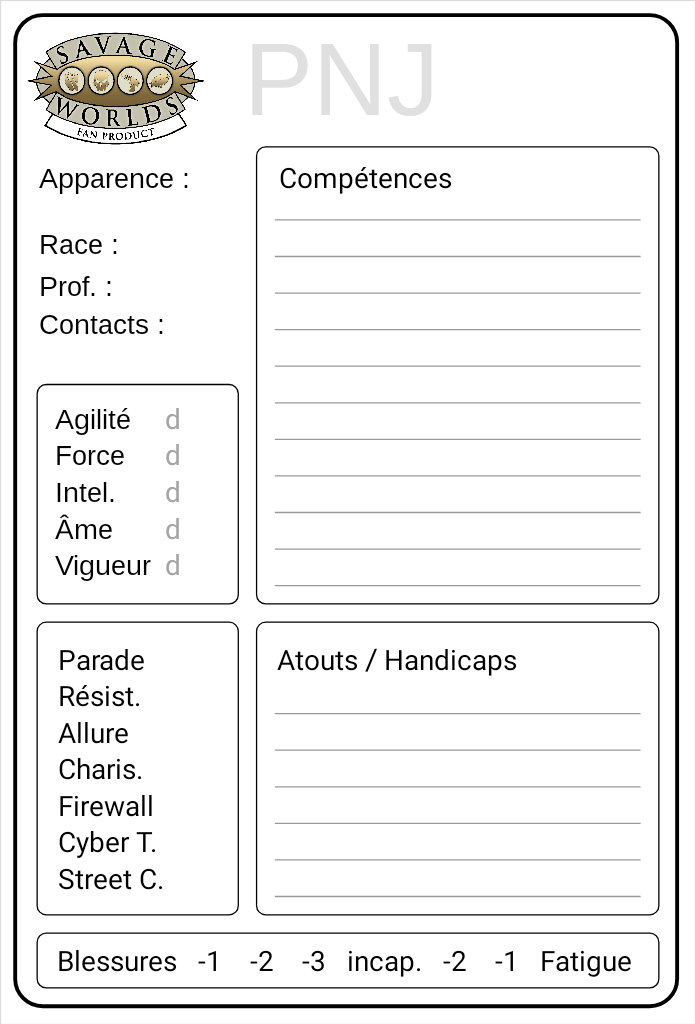 SAVAGE
WORLDS
FAN PRODUCT
PNJ
Apparence :
Race :
Prof. :
Contacts :
Compétences
Agilité d
Force d
Intel. d
Âme d
Vigueur d
Parade
Résist.
Allure
Charis.
Firewall
Cyber T.
Street C.
Atouts / Handicaps
Blessures -1 -2 -3 incap. -2 -1 Fatigue